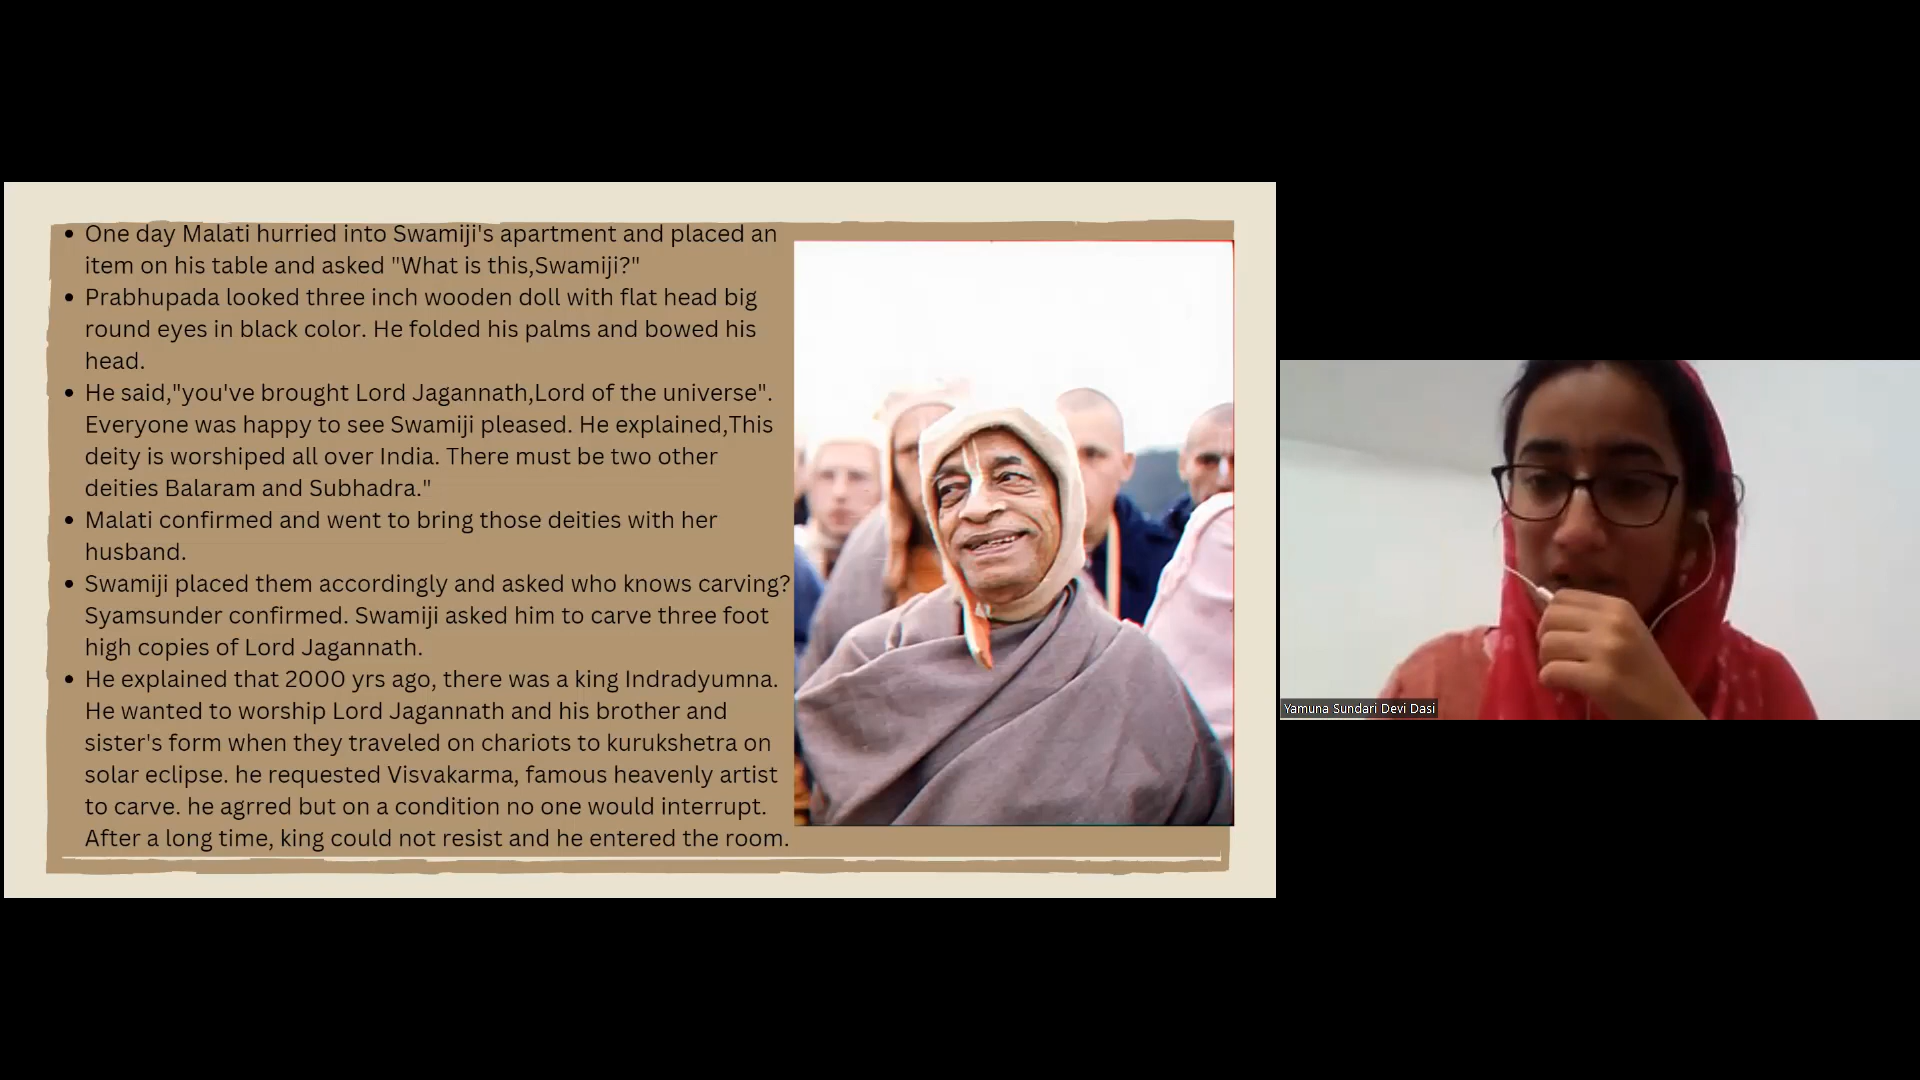 • One day Malati hurried into Swamiji's apartment and placed an
item on his table and asked "What is this,Swamiji?"
• Prabhupada looked three inch wooden doll with flat head big
round eyes in black color. He folded his palms and bowed his
head.
• He said,"you've brought Lord Jagannath,Lord of the universe".
Everyone was happy to see Swamiji pleased. He explained,This
deity is worshiped all over India. There must be two other
deities Balaram and Subhadra."
• Malati confirmed and went to bring those deities with her
husband.
• Swamiji placed them accordingly and asked who knows carving?
Syamsunder confirmed. Swamiji asked him to carve three foot
high copies of Lord Jagannath.
• He explained that 2000 yrs ago, there was a king Indradyumna.
He wanted to worship Lord Jagannath and his brother and
sister's form when they traveled on chariots to kurukshetra on
solar eclipse. he requested Visvakarma, famous heavenly artist
to carve. he agrred but on a condition no one would interrupt.
After a long time, king could not resist and he entered the room.
Yamuna Sundari Devi Dasi